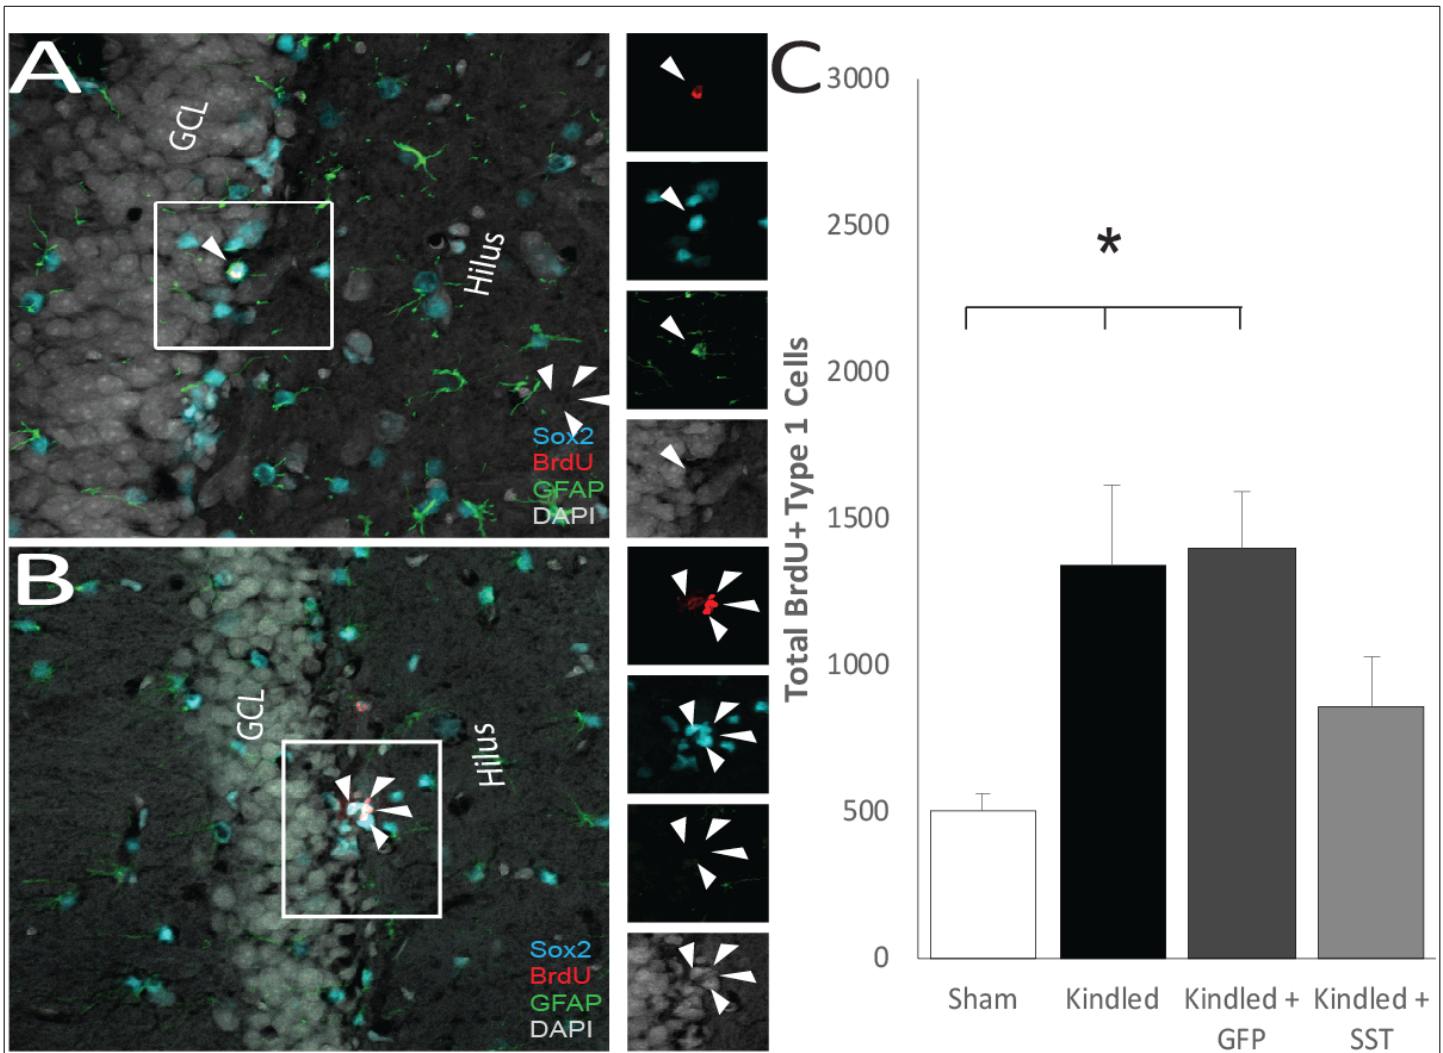 A
GCL
Hilus
Sox2
BrdU
GFAP
DAPI
B
GCL
Hilus
Sox2
BrdU
GFAP
DAPI
C
Total BrdU+ Type 1 Cells
3000
2500
2000
1500
1000
500
0
*
Sham
Kindled
Kindled +
GFP
Kindled +
SST